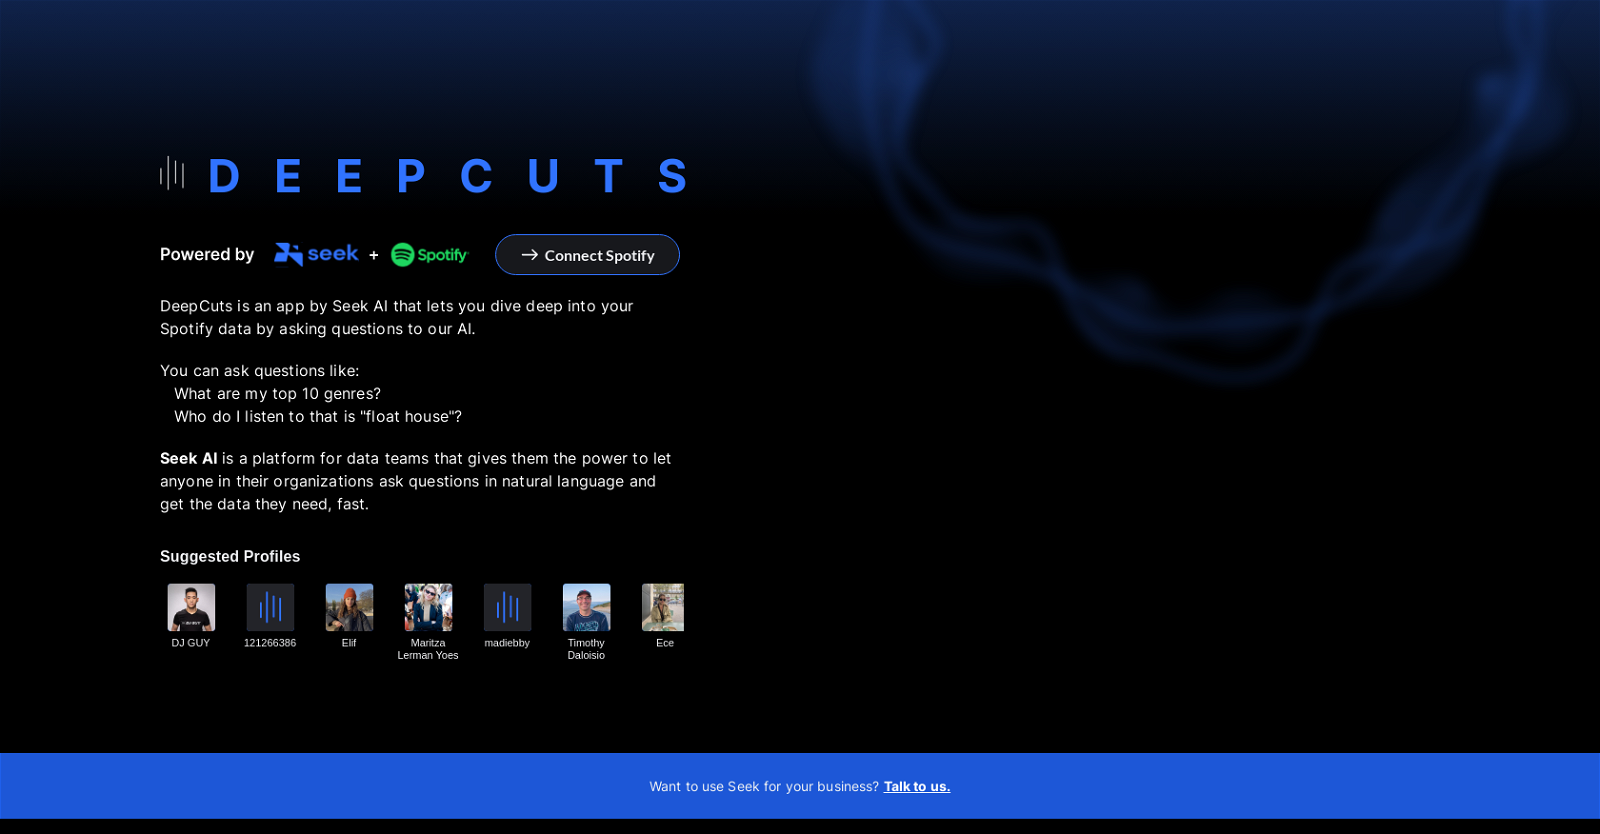 DEEPCUTS
Powered by seek + Spotify
Connect Spotify
DeepCuts is an app by Seek AI that lets you dive deep into your
Spotify data by asking questions to our AI.
You can ask questions like:
What are my top 10 genres?
Who do I listen to that is "float house"?
Seek AI is a platform for data teams that gives them the power to let
anyone in their organizations ask questions in natural language and
get the data they need, fast.
Suggested Profiles
DJ GUY
121266386
Elif
Maritza
Lerman Yoes
madiebby
Timothy
Daloisio
Ece
Want to use Seek for your business? Talk to us.